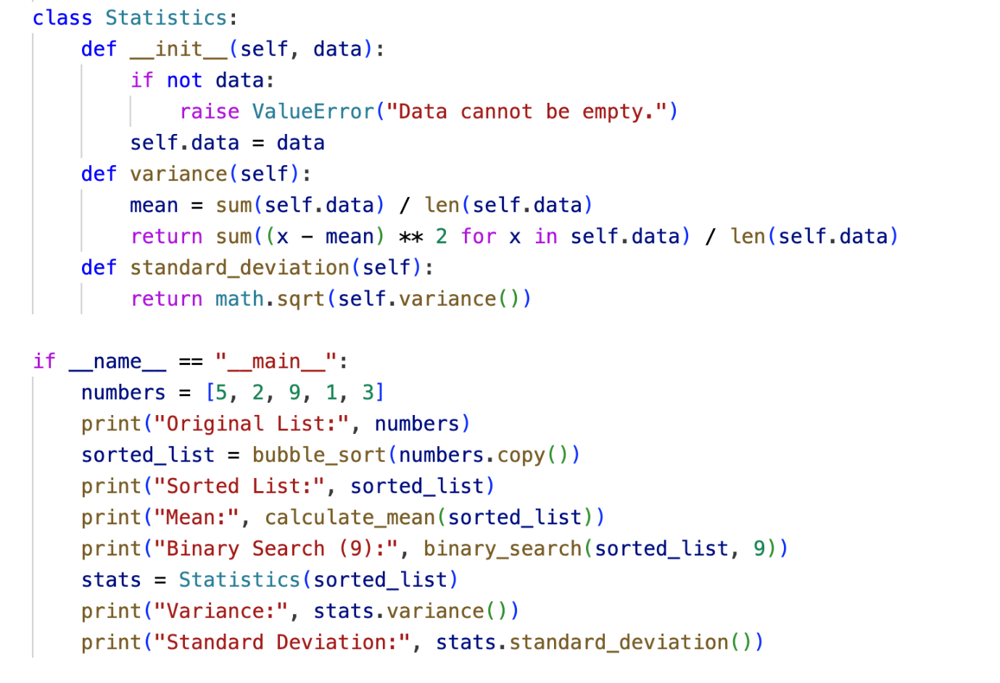 class Statistics:
    def __init__(self, data):
        if not data:
            raise ValueError("Data cannot be empty.")
        self.data = data
    def variance(self):
        mean = sum(self.data) / len(self.data)
        return sum((x - mean) ** 2 for x in self.data) / len(self.data)
    def standard_deviation(self):
        return math.sqrt(self.variance())

if __name__ == "__main__":
    numbers = [5, 2, 9, 1, 3]
    print("Original List:", numbers)
    sorted_list = bubble_sort(numbers.copy())
    print("Sorted List:", sorted_list)
    print("Mean:", calculate_mean(sorted_list))
    print("Binary Search (9):", binary_search(sorted_list, 9))
    stats = Statistics(sorted_list)
    print("Variance:", stats.variance())
    print("Standard Deviation:", stats.standard_deviation())